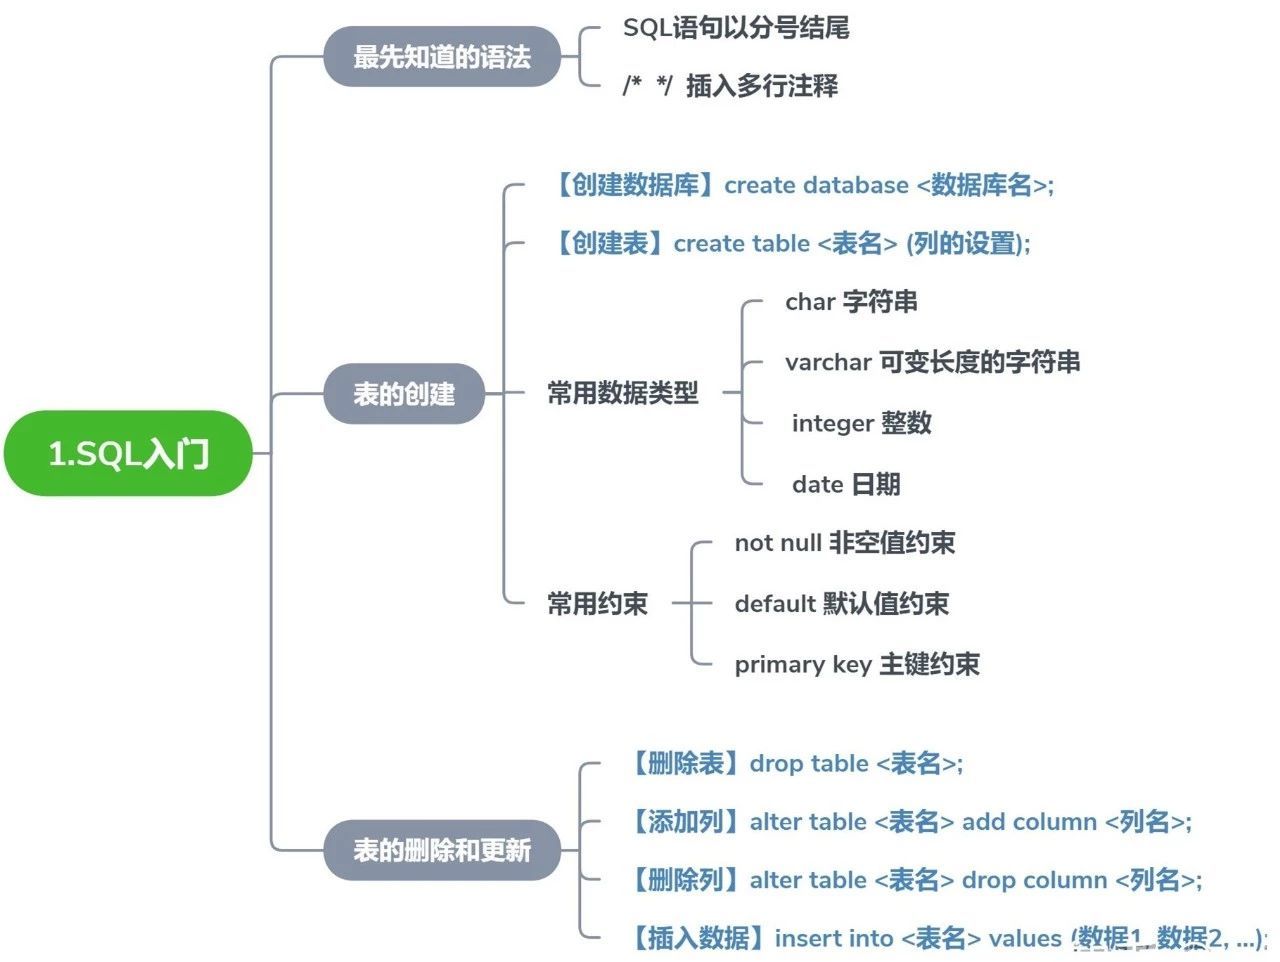 最先知道的语法
SQL语句以分号结尾
/* */ 插入多行注释
1.SQL入门
表的创建
【创建数据库】create database <数据库名>;
【创建表】create table <表名> (列的设置);
常用数据类型
char 字符串
varchar 可变长度的字符串
integer 整数
date 日期
常用约束
not null 非空值约束
default 默认值约束
primary key 主键约束
表的删除和更新
【删除表】drop table <表名>;
【添加列】alter table <表名> add column <列名>;
【删除列】alter table <表名> drop column <列名>;
【插入数据】insert into <表名> values (数据1, 数据2, ...);